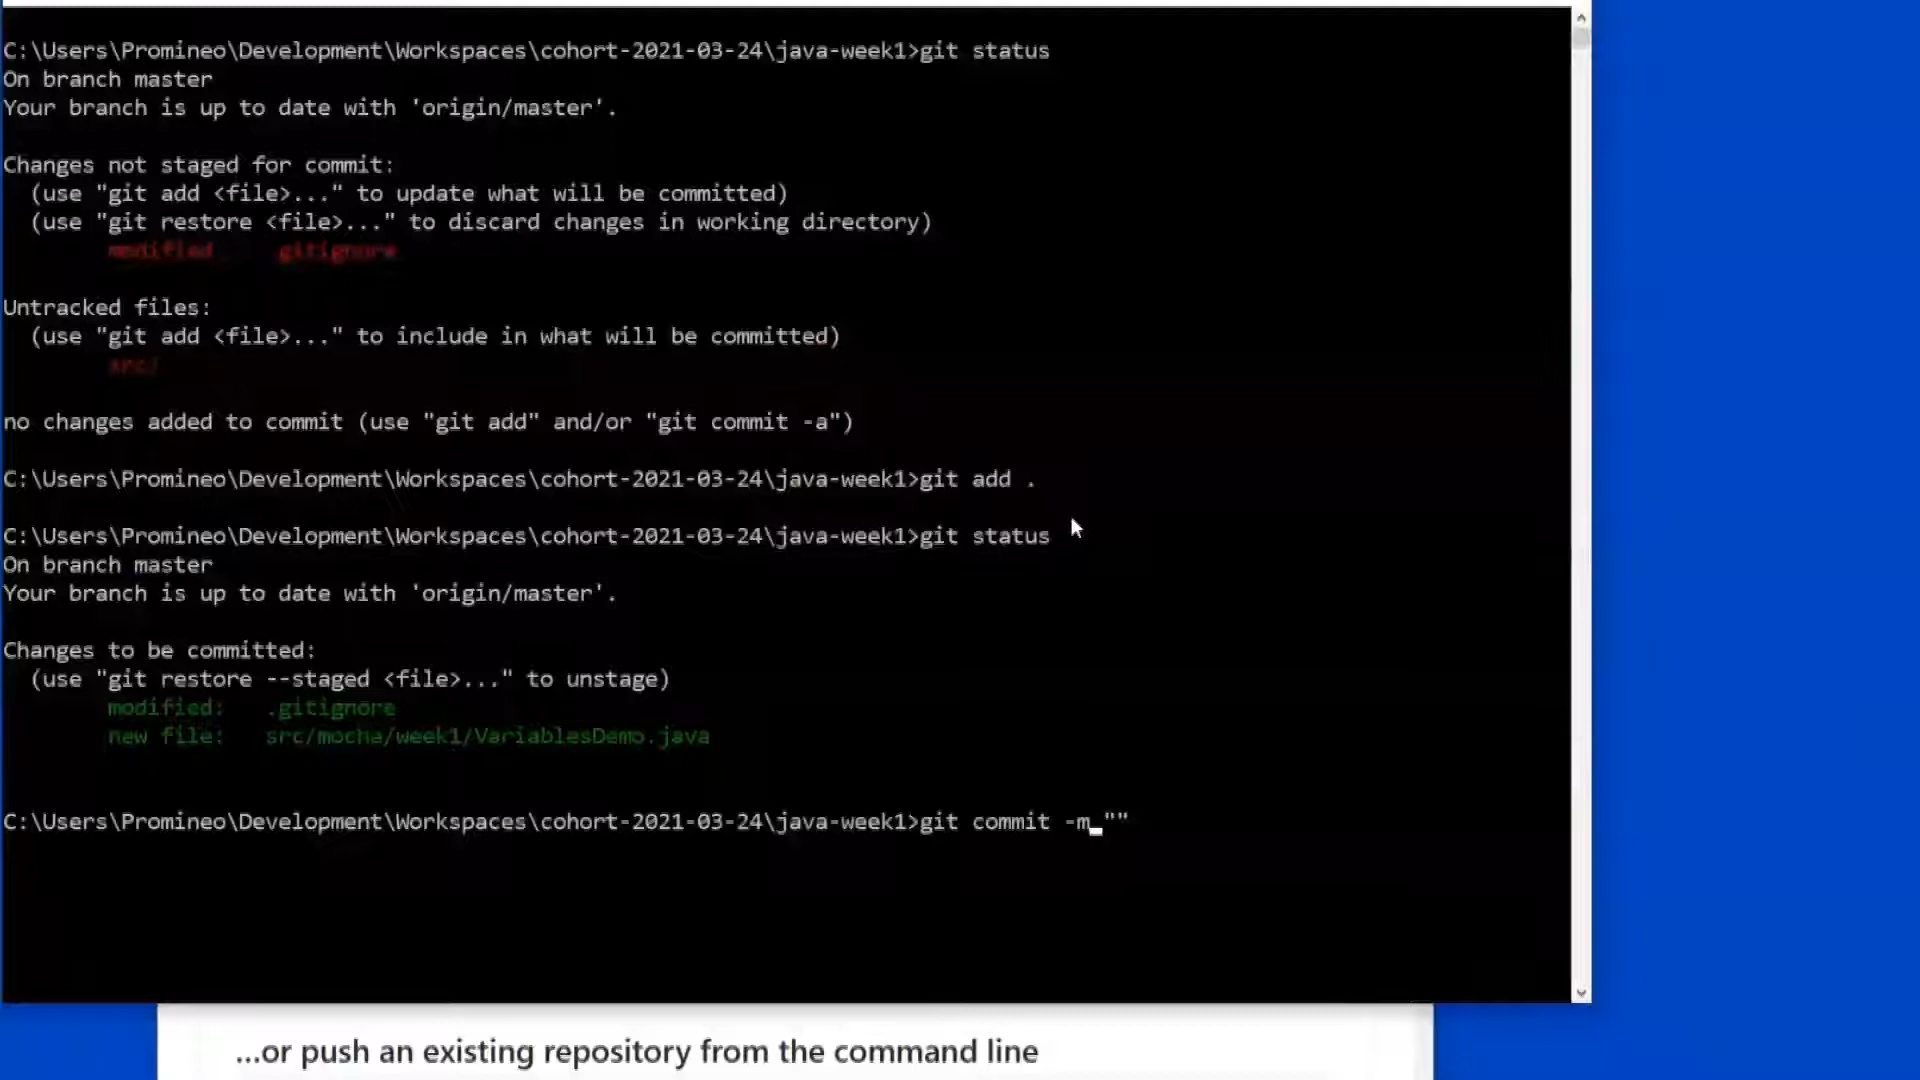 C:\Users\Promineo\Development\Workspaces\cohort-2021-03-24\java-week1>git status
On branch master
Your branch is up to date with 'origin/master'.
Changes not staged for commit:
(use "git add <file>..." to update what will be committed)
(use "git restore <file>..." to discard changes in working directory)
modified gitignore
Untracked files:
(use "git add <file>..." to include in what will be committed)
src/
no changes added to commit (use "git add" and/or "git commit -a")
C:\Users\Promineo\Development\Workspaces\cohort-2021-03-24\java-week1>git add .
C:\Users\Promineo\Development\Workspaces\cohort-2021-03-24\java-week1>git status
On branch master
Your branch is up to date with 'origin/master'.
Changes to be committed:
(use "git restore --staged <file>..." to unstage)
modified: .gitignore
new file: src/mocha/week1/VariablesDemo.java
C:\Users\Promineo\Development\Workspaces\cohort-2021-03-24\java-week1>git commit -m ""
...or push an existing repository from the command line